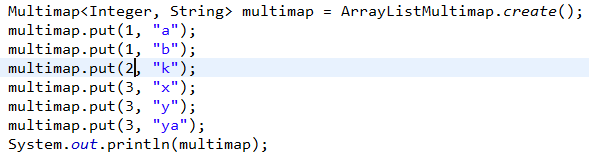 Multimap<Integer, String> multimap = ArrayListMultimap.create();
multimap.put(1, "a");
multimap.put(1, "b");
multimap.put(2, "k");
multimap.put(3, "x");
multimap.put(3, "y");
multimap.put(3, "ya");
System.out.println(multimap);